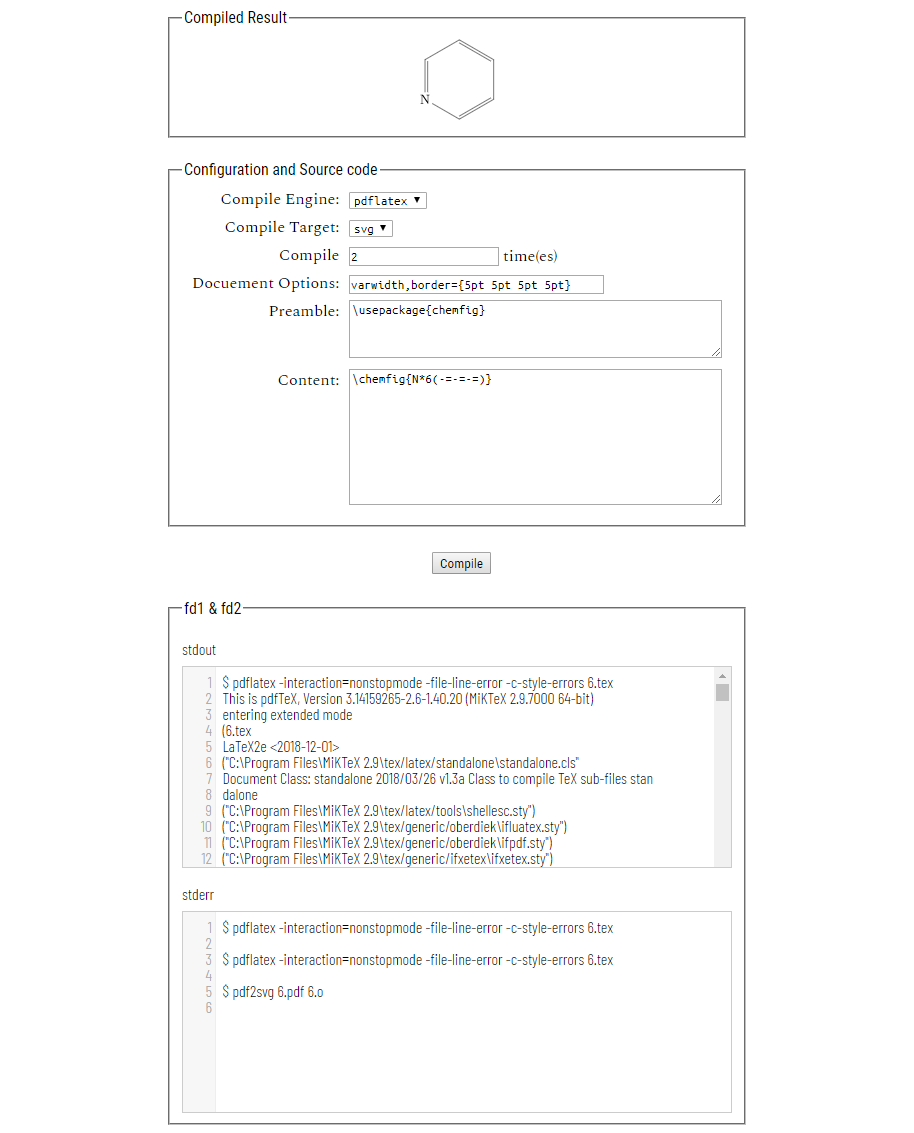 Compiled Result
N
Configuration and Source code
Compile Engine: pdflatex
Compile Target: svg
Compile 2 time(es)
Docuement Options: varwidth,border={5pt 5pt 5pt 5pt}
Preamble: \usepackage{chemfig}
Content: \chemfig{N*6(-=-=-=)}
Compile
fd1 & fd2
stdout
1 $ pdflatex -interaction=nonstopmode -file-line-error -c-style-errors 6.tex
2 This is pdfTeX, Version 3.14159265-2.6-1.40.20 (MiKTeX 2.9.7000 64-bit)
3 entering extended mode
4 (6.tex
5 LaTeX2e <2018-12-01>
6 ("C:\Program Files\MiKTeX 2.9\tex/latex/standalone\standalone.cls"
7 Document Class: standalone 2018/03/26 v1.3a Class to compile TeX sub-files stan
8 dalone
9 ("C:\Program Files\MiKTeX 2.9\tex/latex/tools\shellesc.sty")
10 ("C:\Program Files\MiKTeX 2.9\tex/generic/oberdiek\ifluatex.sty")
11 ("C:\Program Files\MiKTeX 2.9\tex/generic/oberdiek\ifpdf.sty")
12 ("C:\Program Files\MiKTeX 2.9\tex/generic/ifxetex\ifxetex.sty")
stderr
1 $ pdflatex -interaction=nonstopmode -file-line-error -c-style-errors 6.tex
2
3 $ pdflatex -interaction=nonstopmode -file-line-error -c-style-errors 6.tex
4
5 $ pdf2svg 6.pdf 6.o
6